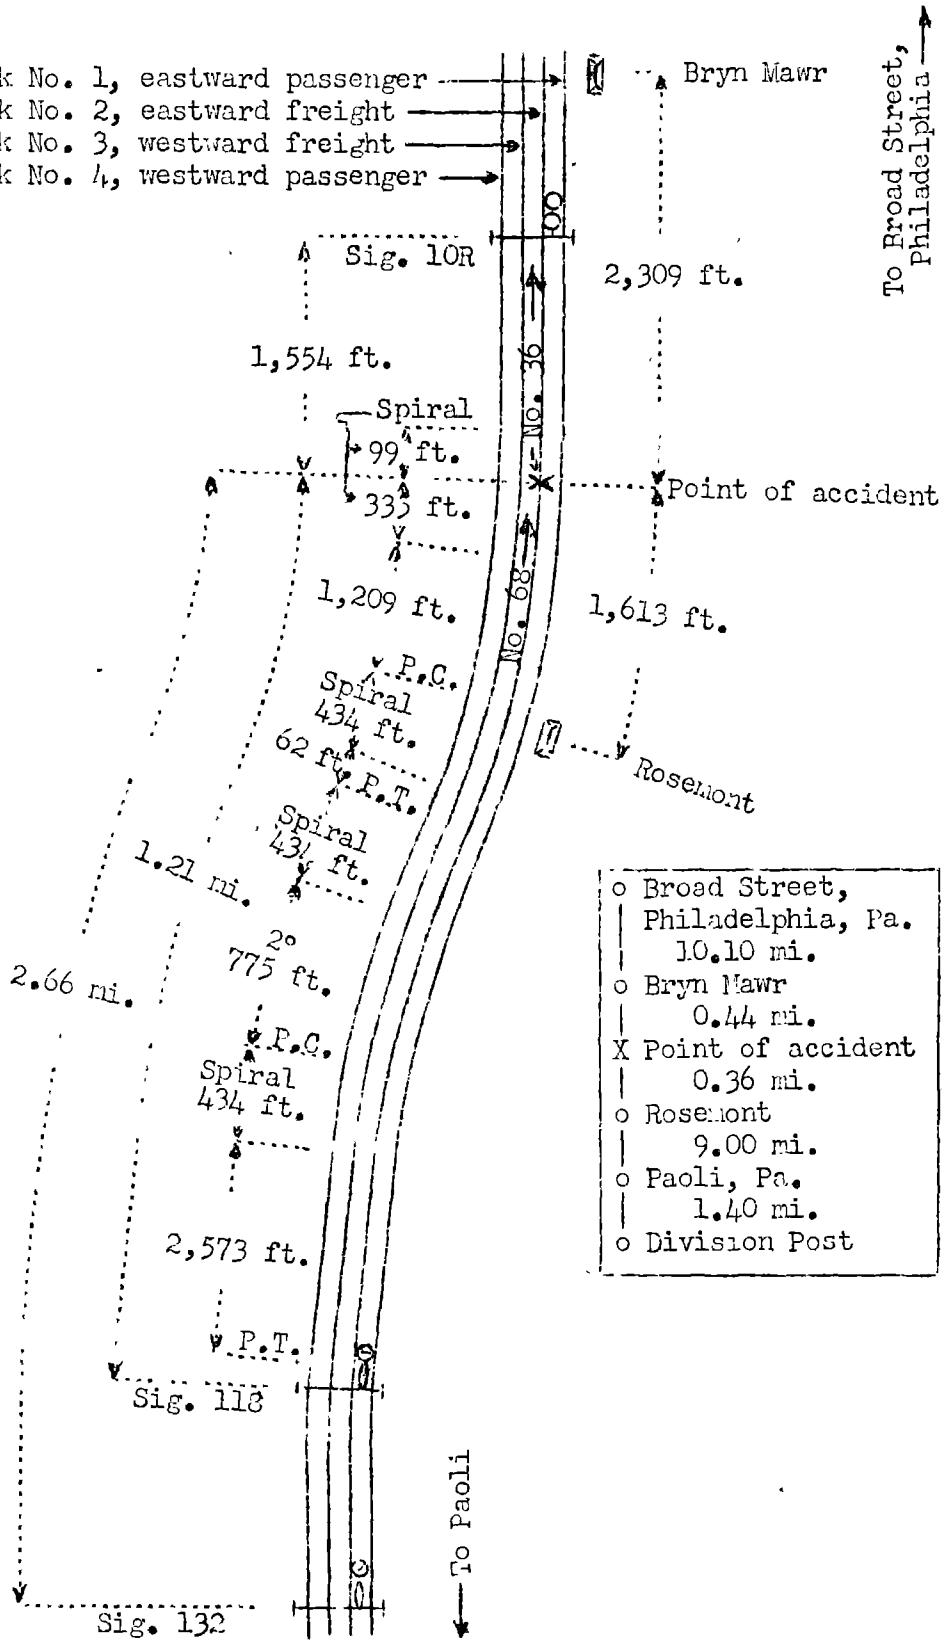 k No. 1, eastward passenger
k No. 2, eastward freight
k No. 3, westward freight
k No. 4, westward passenger
Bryn Mawr
To Broad Street,
Philadelphia
Sig. 10R
2,309 ft.
No. 36
1,554 ft.
Spiral
99 ft.
333 ft.
Point of accident
1,209 ft.
No. 68
1,613 ft.
P.C.
Spiral
434 ft.
62 ft.
P.T.
Rosemont
Spiral
434 ft.
1.21 mi.
2°
775 ft.
2.66 mi.
P.C.
Spiral
434 ft.
2,573 ft.
P.T.
Sig. 118
To Paoli
Sig. 132
Broad Street,
Philadelphia, Pa.
10.10 mi.
Bryn Mawr
0.44 mi.
X Point of accident
0.36 mi.
Rosemont
9.00 mi.
Paoli, Pa.
1.40 mi.
Division Post